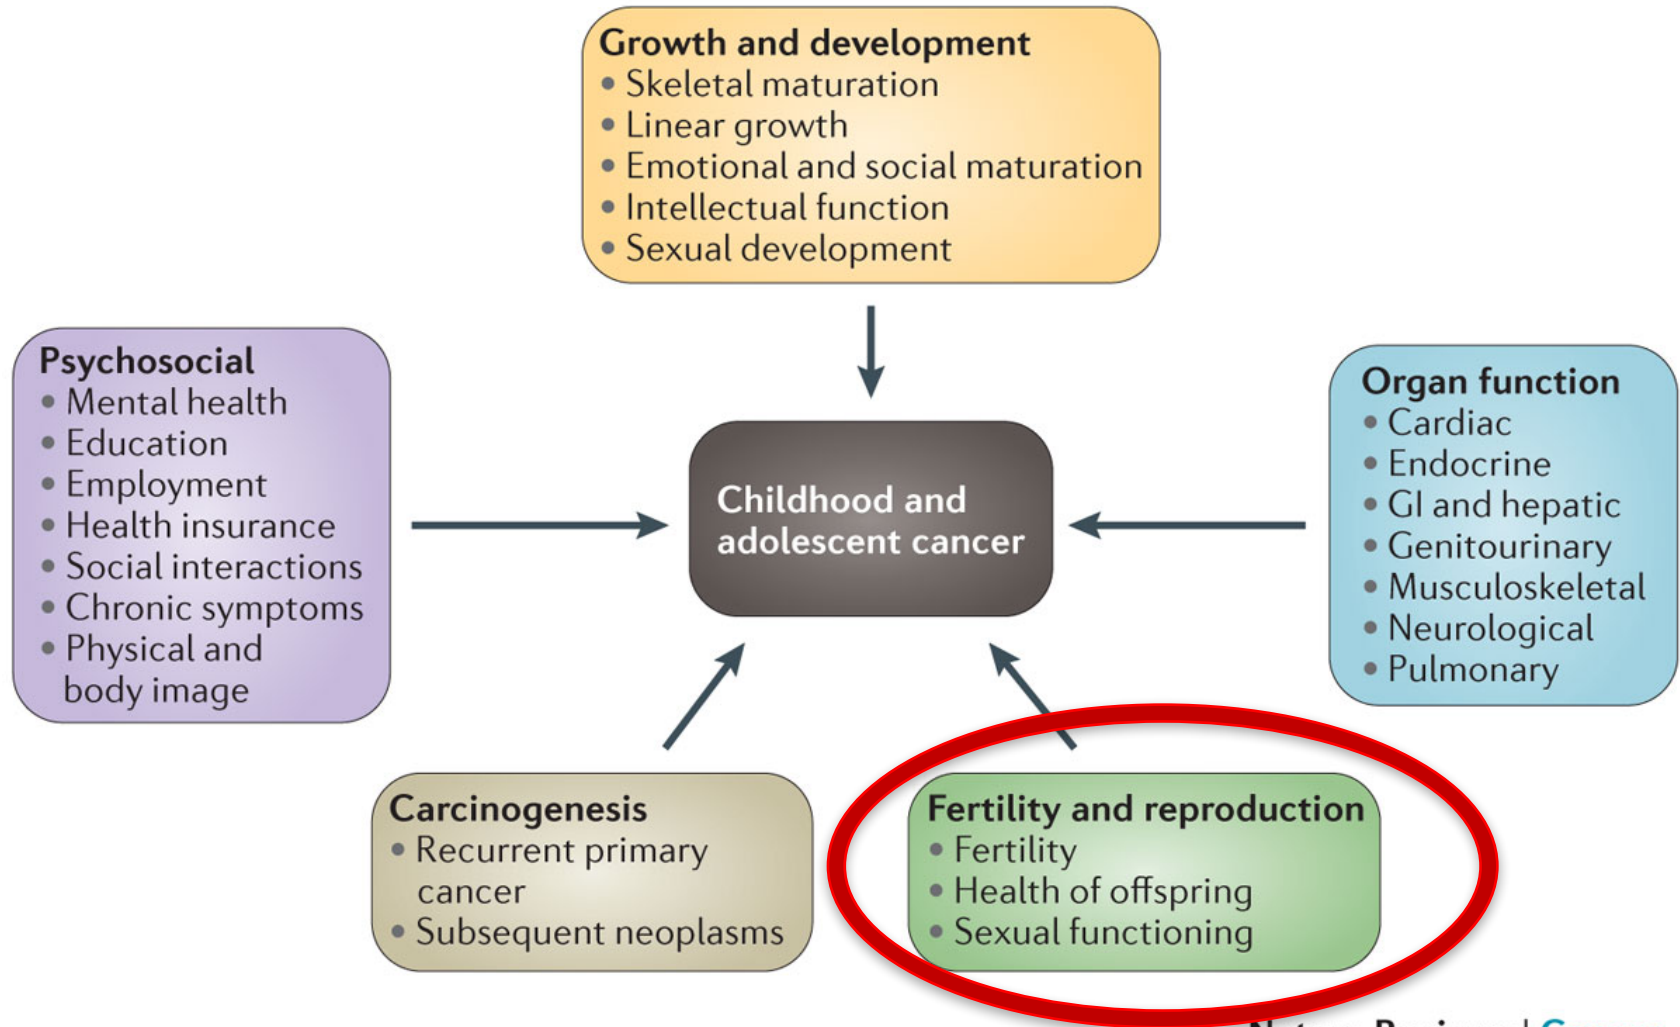 Growth and development
• Skeletal maturation
• Linear growth
• Emotional and social maturation
• Intellectual function
• Sexual development
Psychosocial
• Mental health
• Education
• Employment
• Health insurance
• Social interactions
• Chronic symptoms
• Physical and
body image
Childhood and
adolescent cancer
Organ function
• Cardiac
• Endocrine
• GI and hepatic
• Genitourinary
• Musculoskeletal
• Neurological
• Pulmonary
Carcinogenesis
• Recurrent primary
cancer
• Subsequent neoplasms
Fertility and reproduction
• Fertility
• Health of offspring
• Sexual functioning